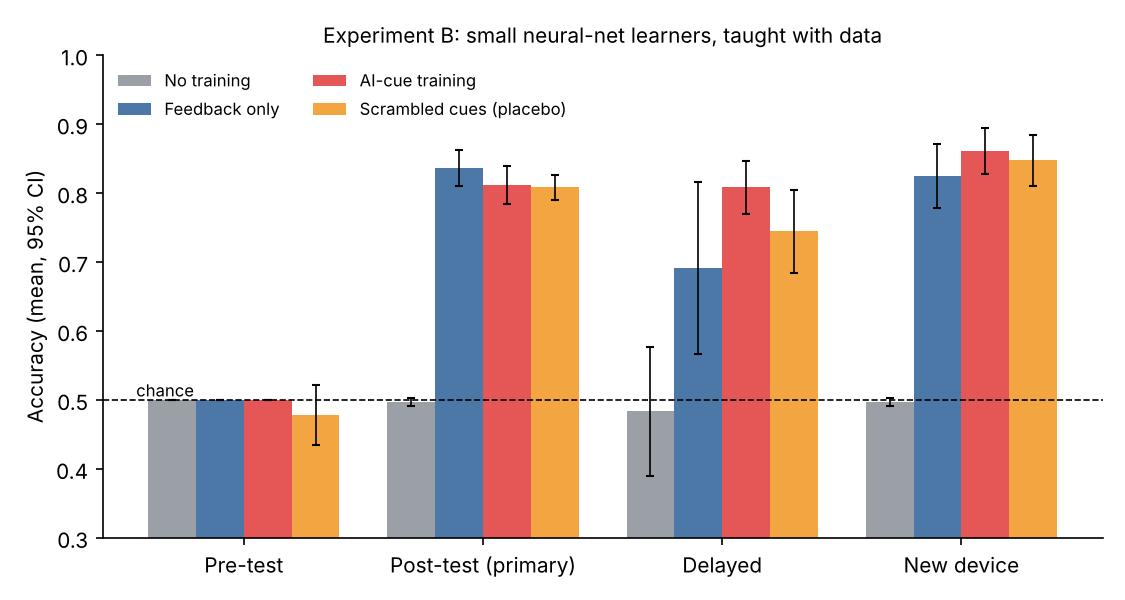 Experiment B: small neural-net learners, taught with data
No training
Feedback only
AI-cue training
Scrambled cues (placebo)
Accuracy (mean, 95% CI)
1.0
0.9
0.8
0.7
0.6
0.5
0.4
0.3
chance
Pre-test
Post-test (primary)
Delayed
New device